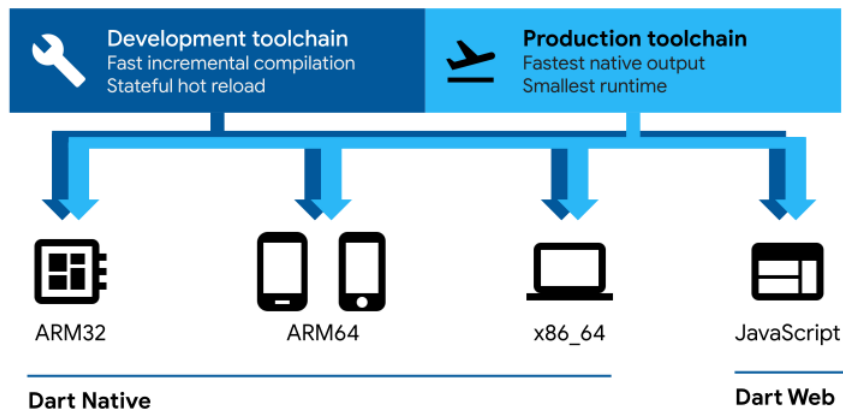 Development toolchain
Fast incremental compilation
Stateful hot reload
Production toolchain
Fastest native output
Smallest runtime
ARM32
ARM64
x86_64
JavaScript
Dart Native
Dart Web